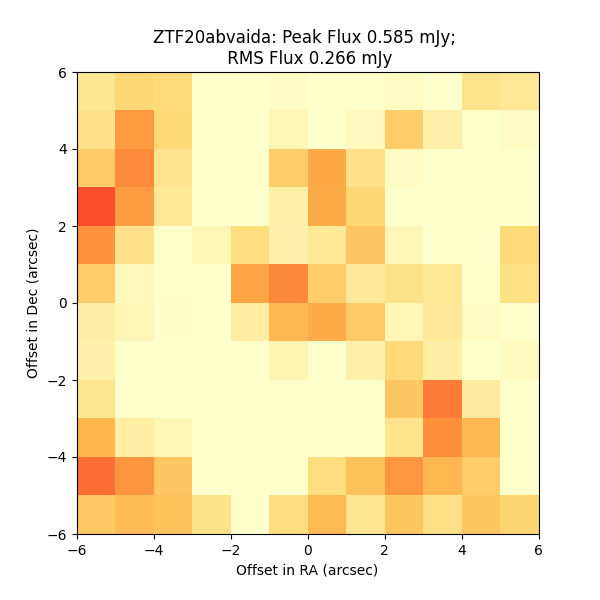 ZTF20abvaida: Peak Flux 0.585 mJy;
RMS Flux 0.266 mJy
6
4
2
0
−2
−4
−6
Offset in Dec (arcsec)
−6 −4 −2 0 2 4 6
Offset in RA (arcsec)